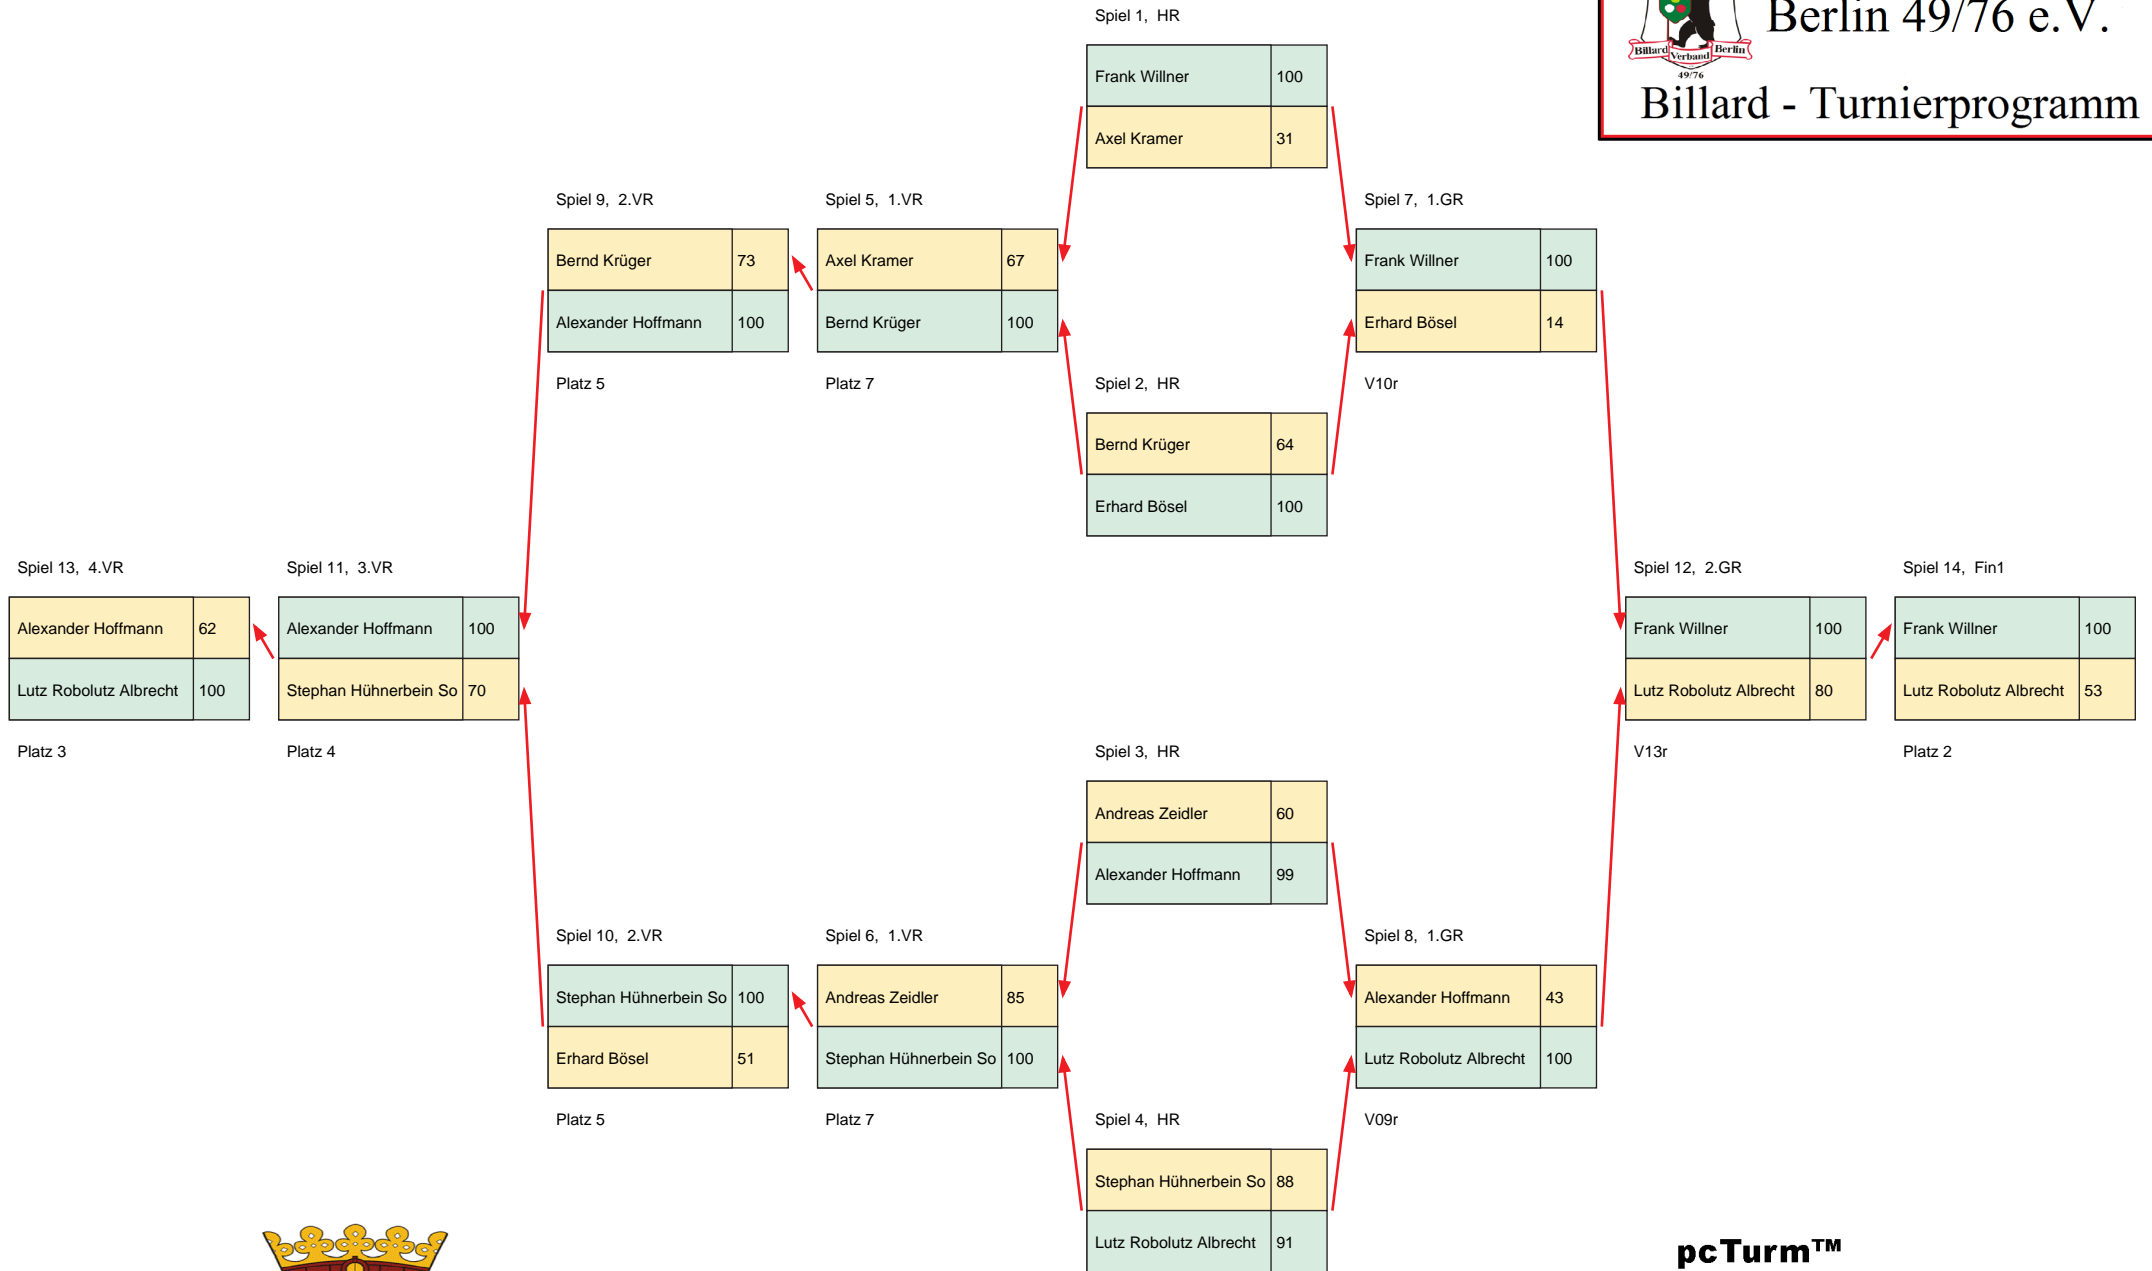 Berlin 49/76 e.V.
Billard Verband Berlin
49/76
Billard - Turnierprogramm
Spiel 1, HR
Frank Willner 100
Axel Kramer 31
Spiel 9, 2.VR
Bernd Krüger 73
Alexander Hoffmann 100
Platz 5
Spiel 5, 1.VR
Axel Kramer 67
Bernd Krüger 100
Platz 7
Spiel 7, 1.GR
Frank Willner 100
Erhard Bösel 14
V10r
Spiel 2, HR
Bernd Krüger 64
Erhard Bösel 100
Spiel 13, 4.VR
Alexander Hoffmann 62
Lutz Robolutz Albrecht 100
Platz 3
Spiel 11, 3.VR
Alexander Hoffmann 100
Stephan Hühnerbein So 70
Platz 4
Spiel 12, 2.GR
Frank Willner 100
Lutz Robolutz Albrecht 80
V13r
Spiel 14, Fin1
Frank Willner 100
Lutz Robolutz Albrecht 53
Platz 2
Spiel 3, HR
Andreas Zeidler 60
Alexander Hoffmann 99
Spiel 10, 2.VR
Stephan Hühnerbein So 100
Erhard Bösel 51
Platz 5
Spiel 6, 1.VR
Andreas Zeidler 85
Stephan Hühnerbein So 100
Platz 7
Spiel 8, 1.GR
Alexander Hoffmann 43
Lutz Robolutz Albrecht 100
V09r
Spiel 4, HR
Stephan Hühnerbein So 88
Lutz Robolutz Albrecht 91
pcTurm™